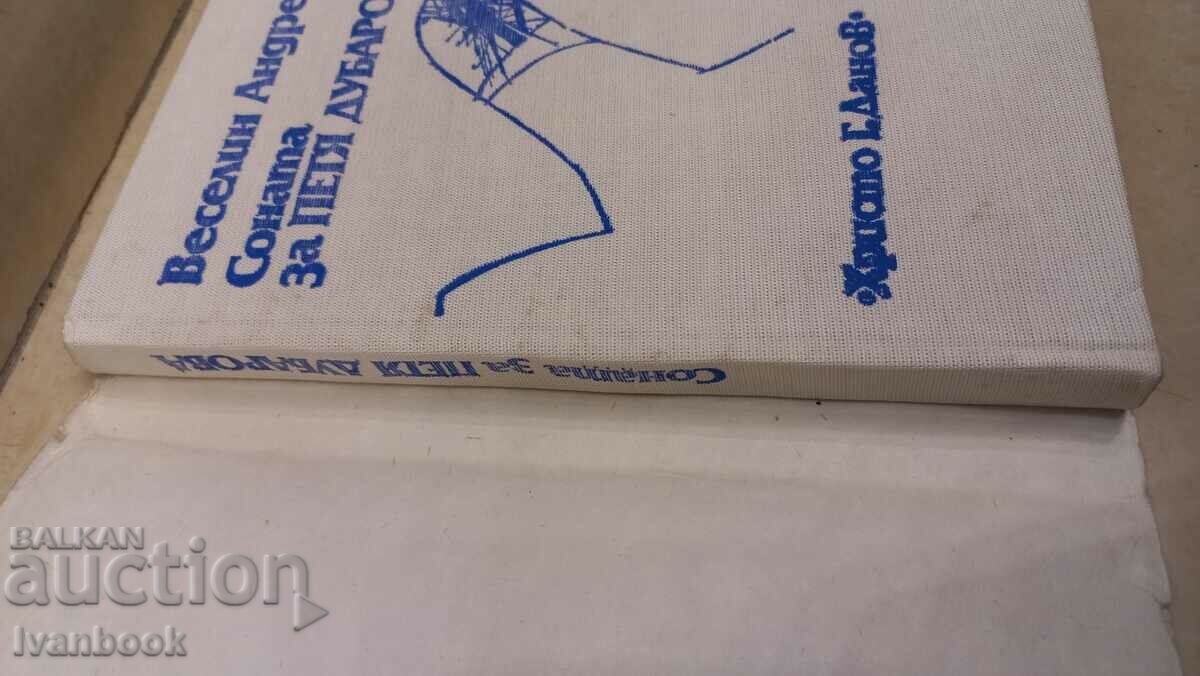 Веселин Андре
Соната
за ПЕТЯ ДУБАРО
«Христо Г. Данов»
Соната за ПЕТЯ ДУБАРОВА
BALKAN
auction
Ivanbook